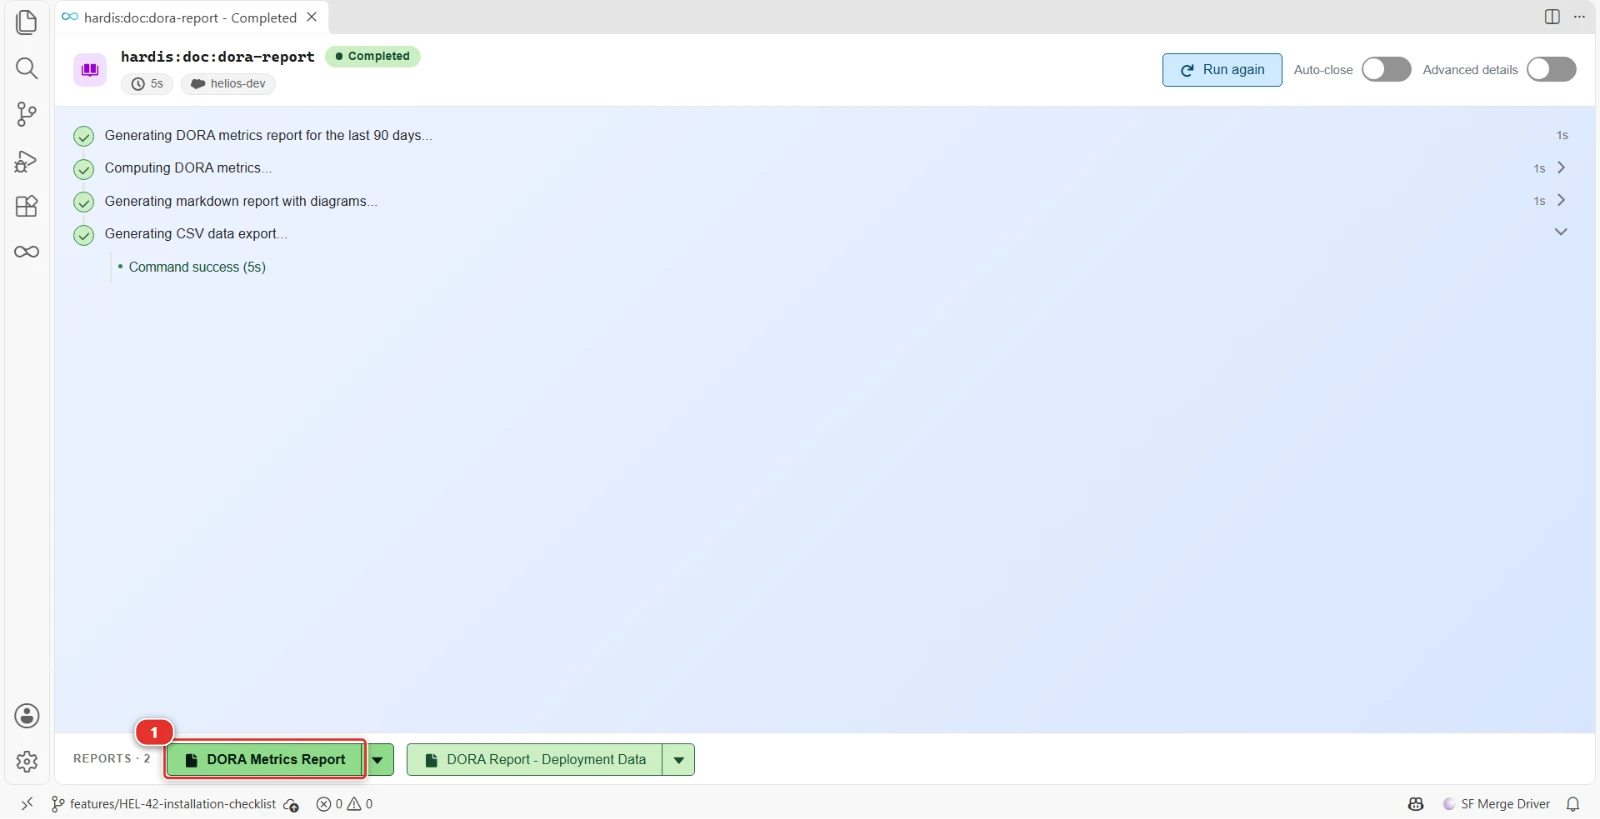 hardis:doc:dora-report - Completed
hardis:doc:dora-report
Completed
5s
helios-dev
Run again
Auto-close
Advanced details
Generating DORA metrics report for the last 90 days...
1s
Computing DORA metrics...
1s
Generating markdown report with diagrams...
1s
Generating CSV data export...
• Command success (5s)
1
REPORTS · 2
DORA Metrics Report
DORA Report - Deployment Data
features/HEL-42-installation-checklist
0
0
SF Merge Driver